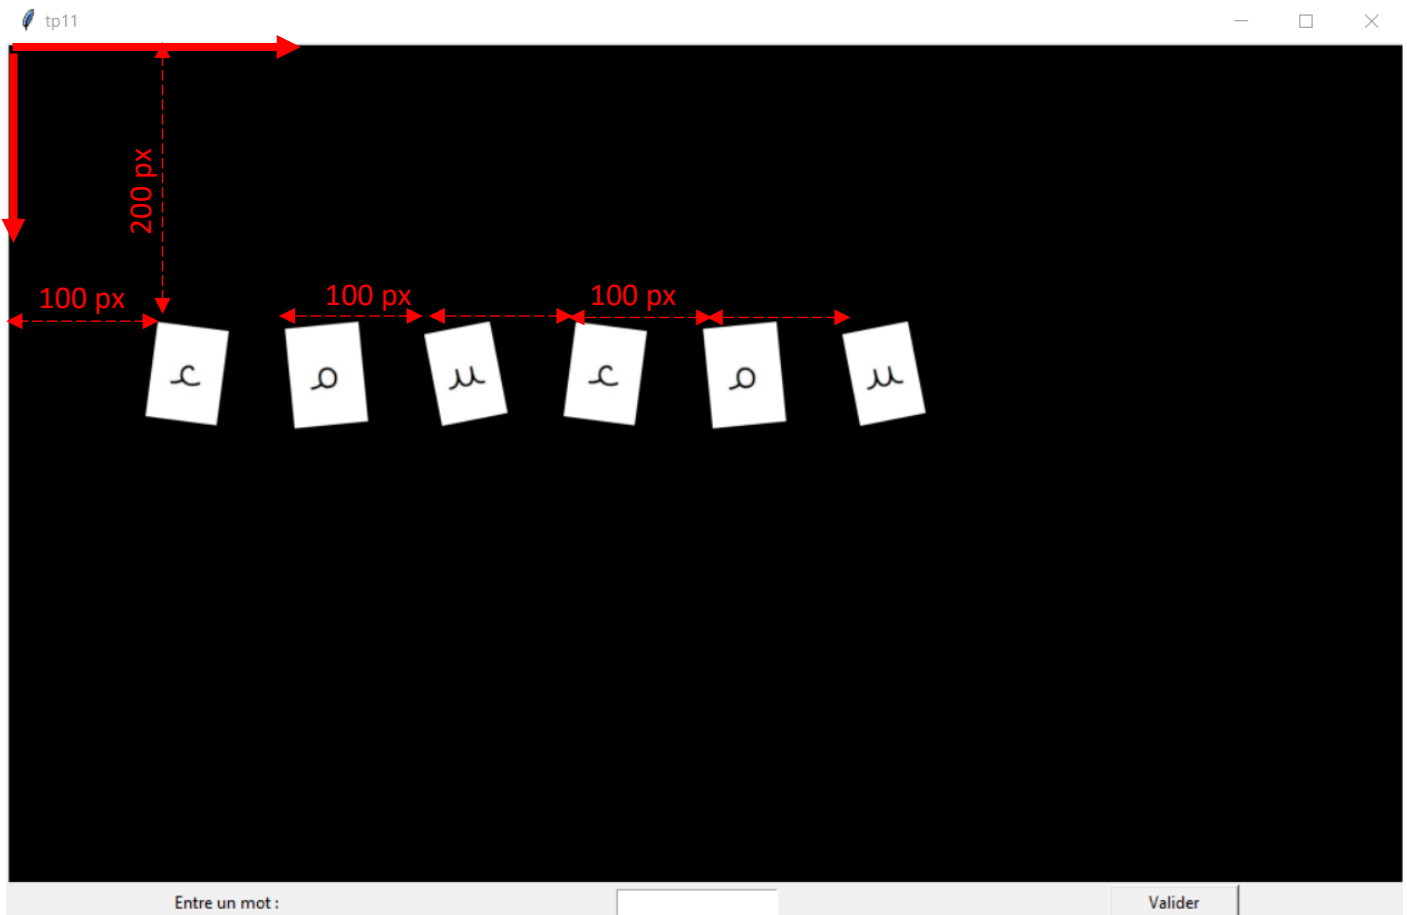 tp11
200 px
100 px 100 px 100 px
c o u c o u
Entre un mot : Valider